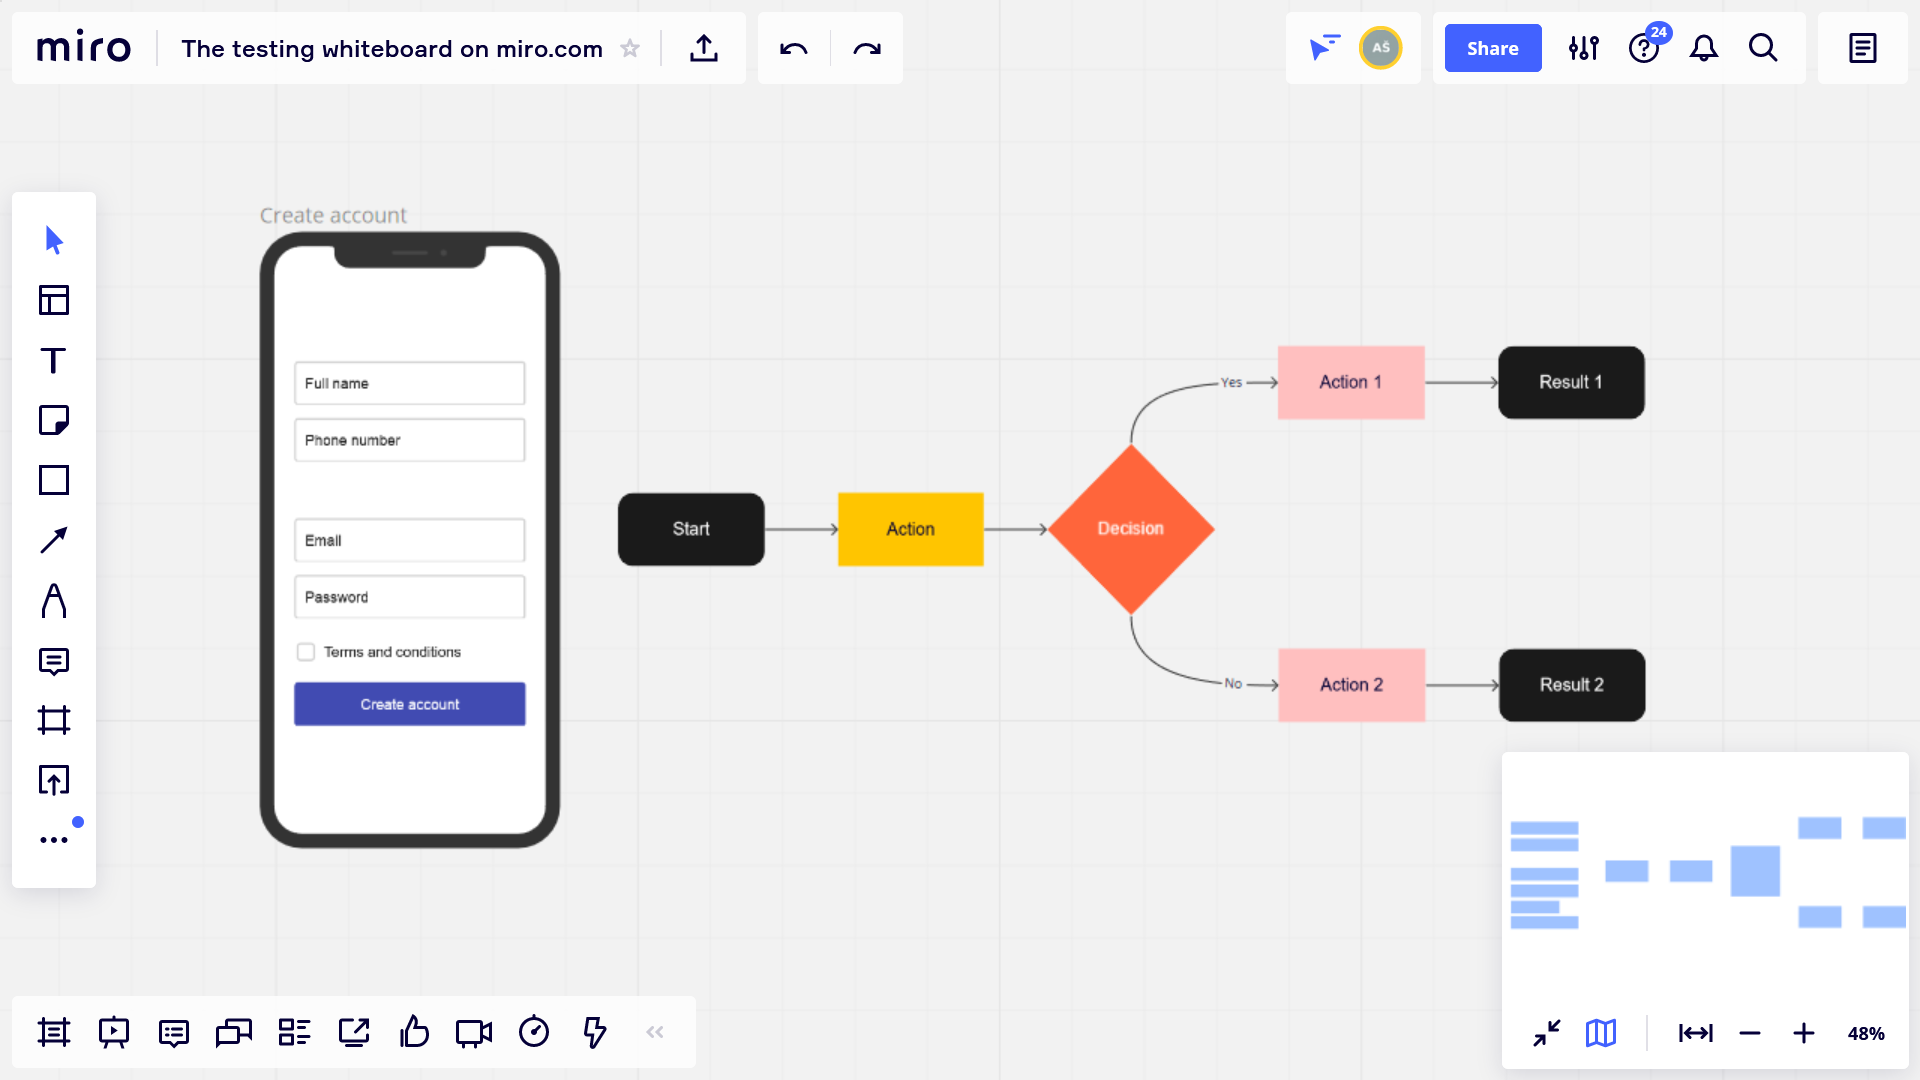 miro
The testing whiteboard on miro.com
AŠ
Share
24
Create account
Full name
Phone number
Email
Password
Terms and conditions
Create account
Start
Action
Decision
Yes
Action 1
Result 1
No
Action 2
Result 2
48%